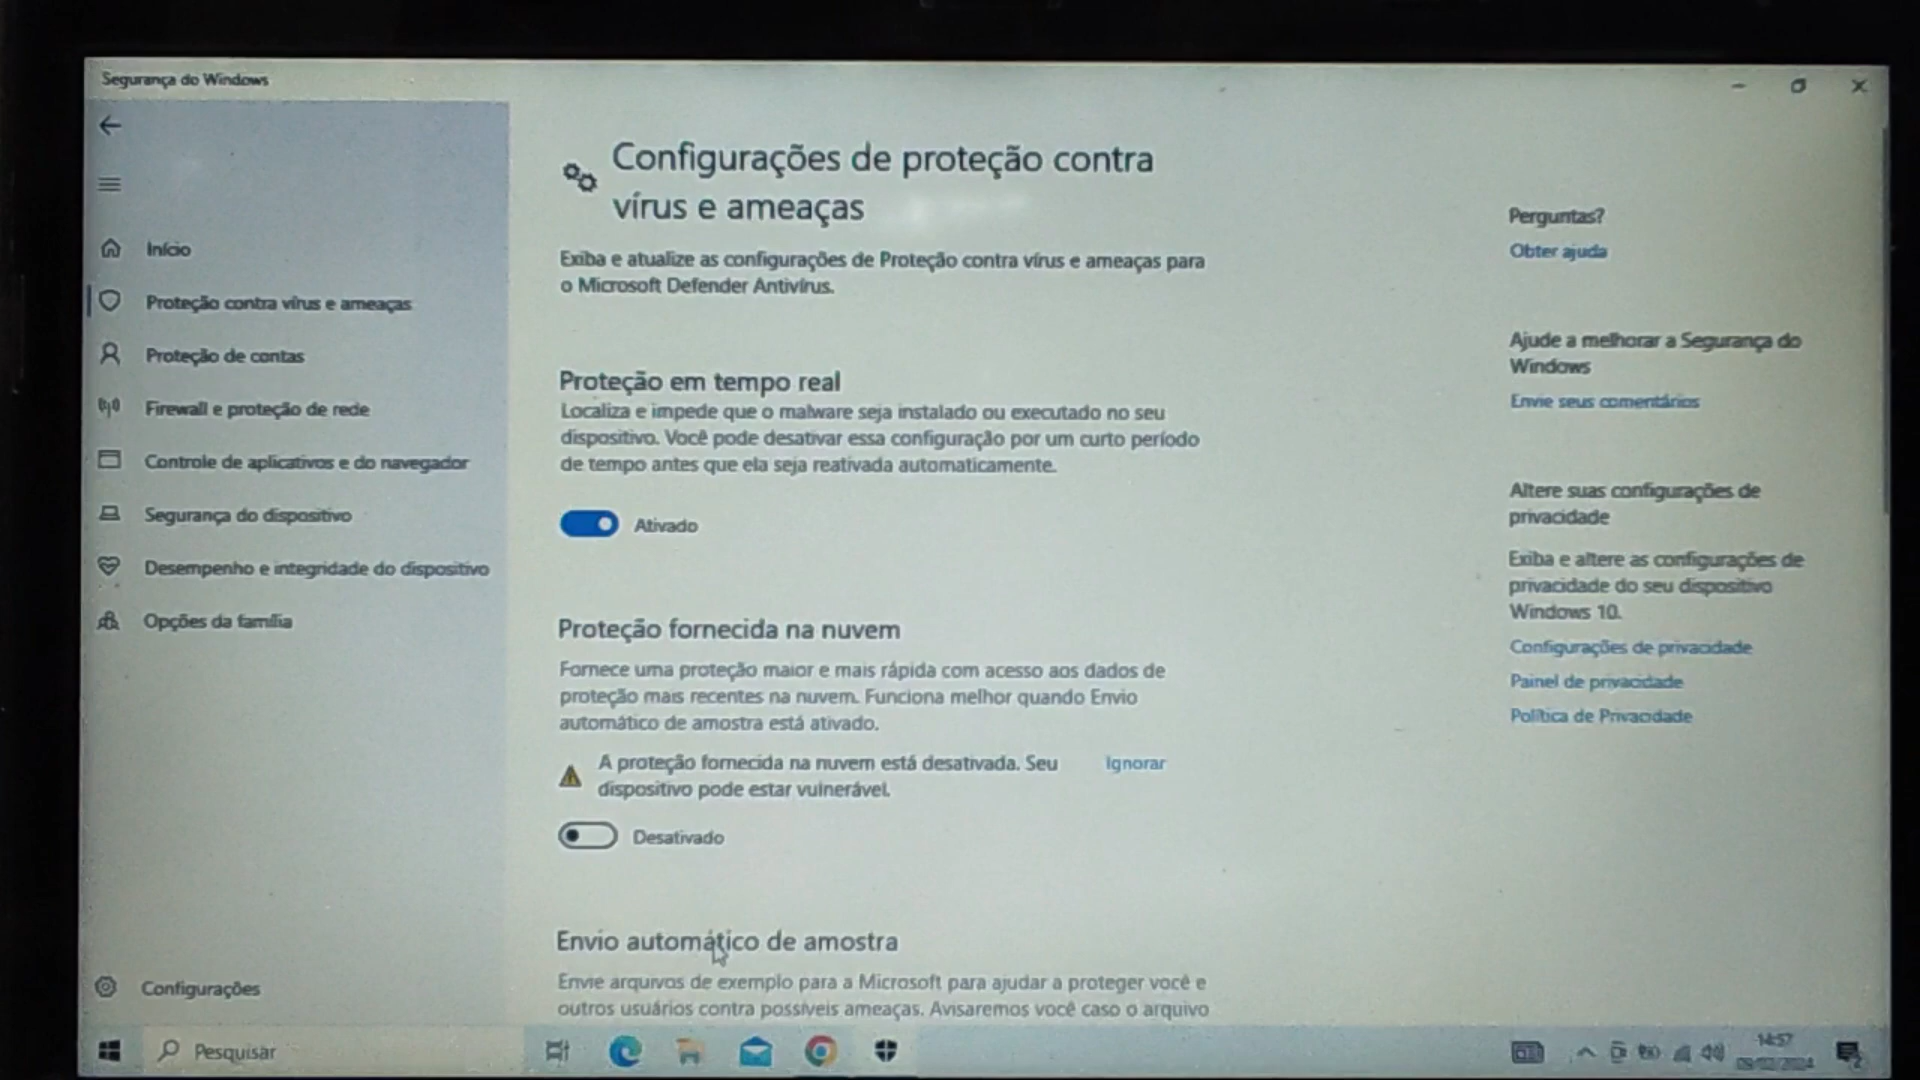 Segurança do Windows
Início
Proteção contra vírus e ameaças
Proteção de contas
Firewall e proteção de rede
Controle de aplicativos e do navegador
Segurança do dispositivo
Desempenho e integridade do dispositivo
Opções da família
Configurações
Configurações de proteção contra
vírus e ameaças
Exiba e atualize as configurações de Proteção contra vírus e ameaças para
o Microsoft Defender Antivírus.
Proteção em tempo real
Localiza e impede que o malware seja instalado ou executado no seu
dispositivo. Você pode desativar essa configuração por um curto período
de tempo antes que ela seja reativada automaticamente.
Ativado
Proteção fornecida na nuvem
Fornece uma proteção maior e mais rápida com acesso aos dados de
proteção mais recentes na nuvem. Funciona melhor quando Envio
automático de amostra está ativado.
A proteção fornecida na nuvem está desativada. Seu
dispositivo pode estar vulnerável.
Ignorar
Desativado
Envio automático de amostra
Envie arquivos de exemplo para a Microsoft para ajudar a proteger você e
outros usuários contra possíveis ameaças. Avisaremos você caso o arquivo
Perguntas?
Obter ajuda
Ajude a melhorar a Segurança do
Windows
Envie seus comentários
Altere suas configurações de
privacidade
Exiba e altere as configurações de
privacidade do seu dispositivo
Windows 10.
Configurações de privacidade
Painel de privacidade
Política de Privacidade
Pesquisar
14:57